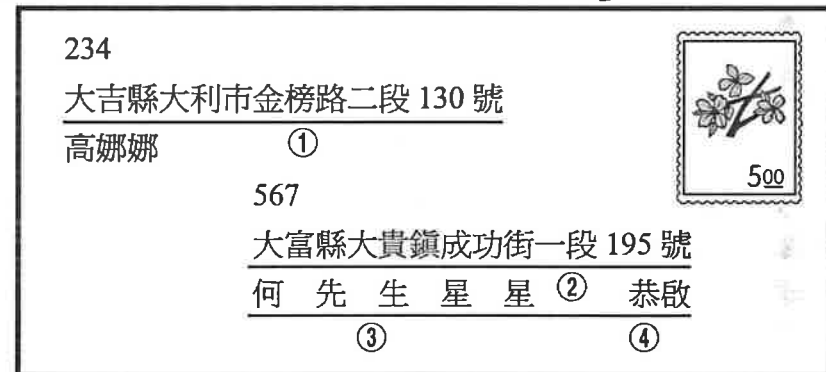 234
大吉縣大利市金榜路二段 130 號
①
高娜娜
500
567
大富縣大貴鎮成功街一段 195 號
②
何先生星星 恭啟
③ ④